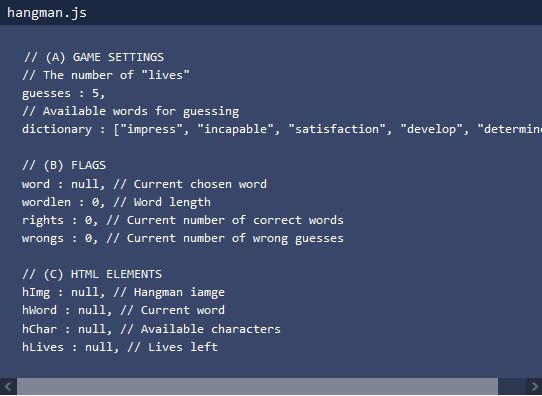 hangman.js
// (A) GAME SETTINGS
// The number of "lives"
guesses : 5,
// Available words for guessing
dictionary : ["impress", "incapable", "satisfaction", "develop", "determin
// (B) FLAGS
word : null, // Current chosen word
wordlen : 0, // Word length
rights : 0, // Current number of correct words
wrongs : 0, // Current number of wrong guesses
// (C) HTML ELEMENTS
hImg : null, // Hangman iamge
hWord : null, // Current word
hChar : null, // Available characters
hLives : null, // Lives left